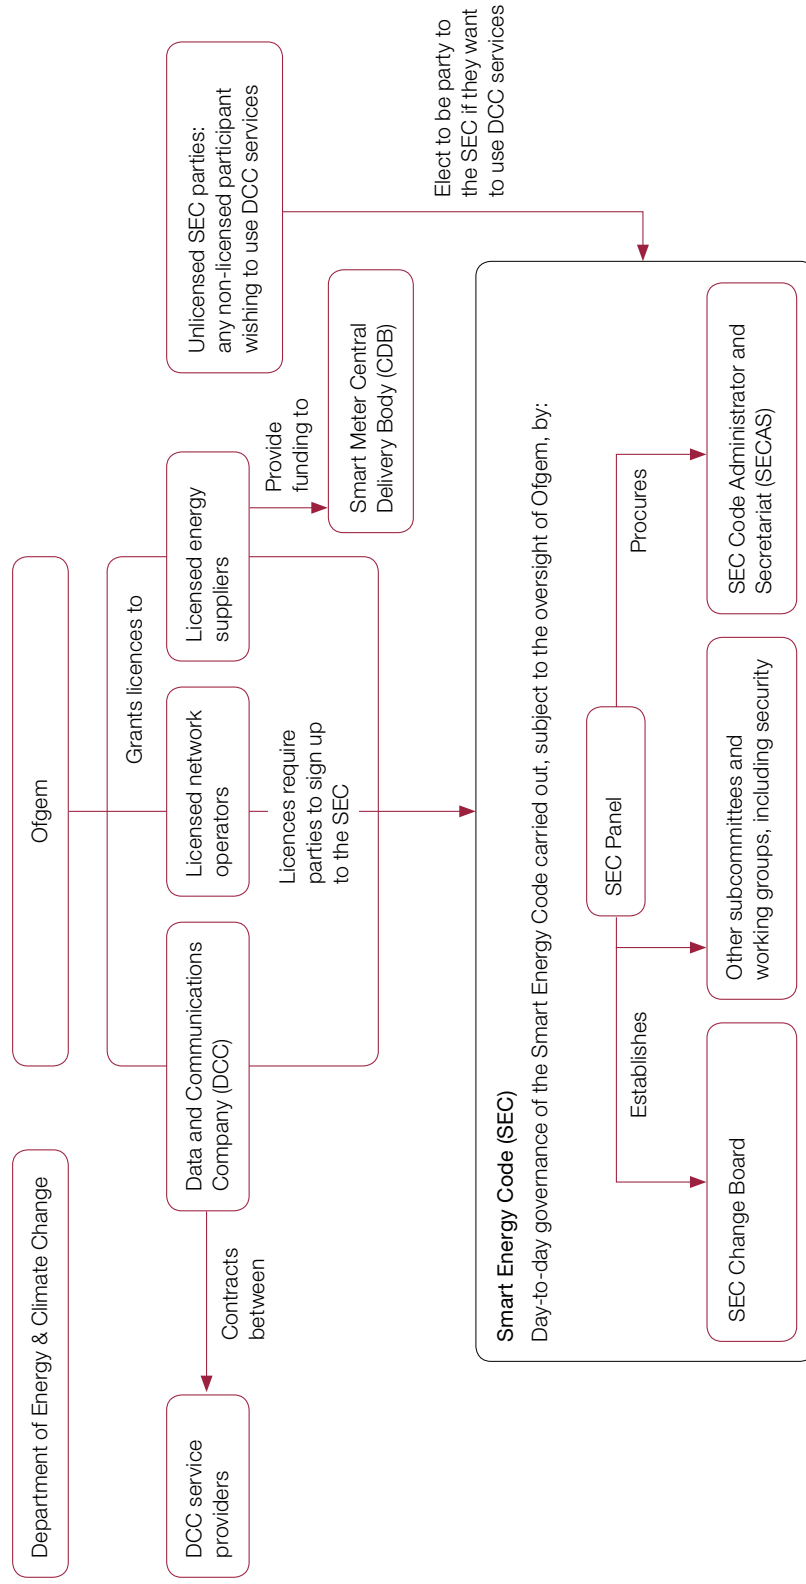 Department of Energy & Climate Change
Ofgem
Grants licences to
DCC service
providers
Contracts
between
Data and Communications
Company (DCC)
Licensed network
operators
Licensed energy
suppliers
Unlicensed SEC parties:
any non-licensed participant
wishing to use DCC services
Licences require
parties to sign up
to the SEC
Provide
funding to
Smart Meter Central
Delivery Body (CDB)
Elect to be party to
the SEC if they want
to use DCC services
Smart Energy Code (SEC)
Day-to-day governance of the Smart Energy Code carried out, subject to the oversight of Ofgem, by:
SEC Panel
Establishes
Procures
SEC Change Board
Other subcommittees and
working groups, including security
SEC Code Administrator and
Secretariat (SECAS)